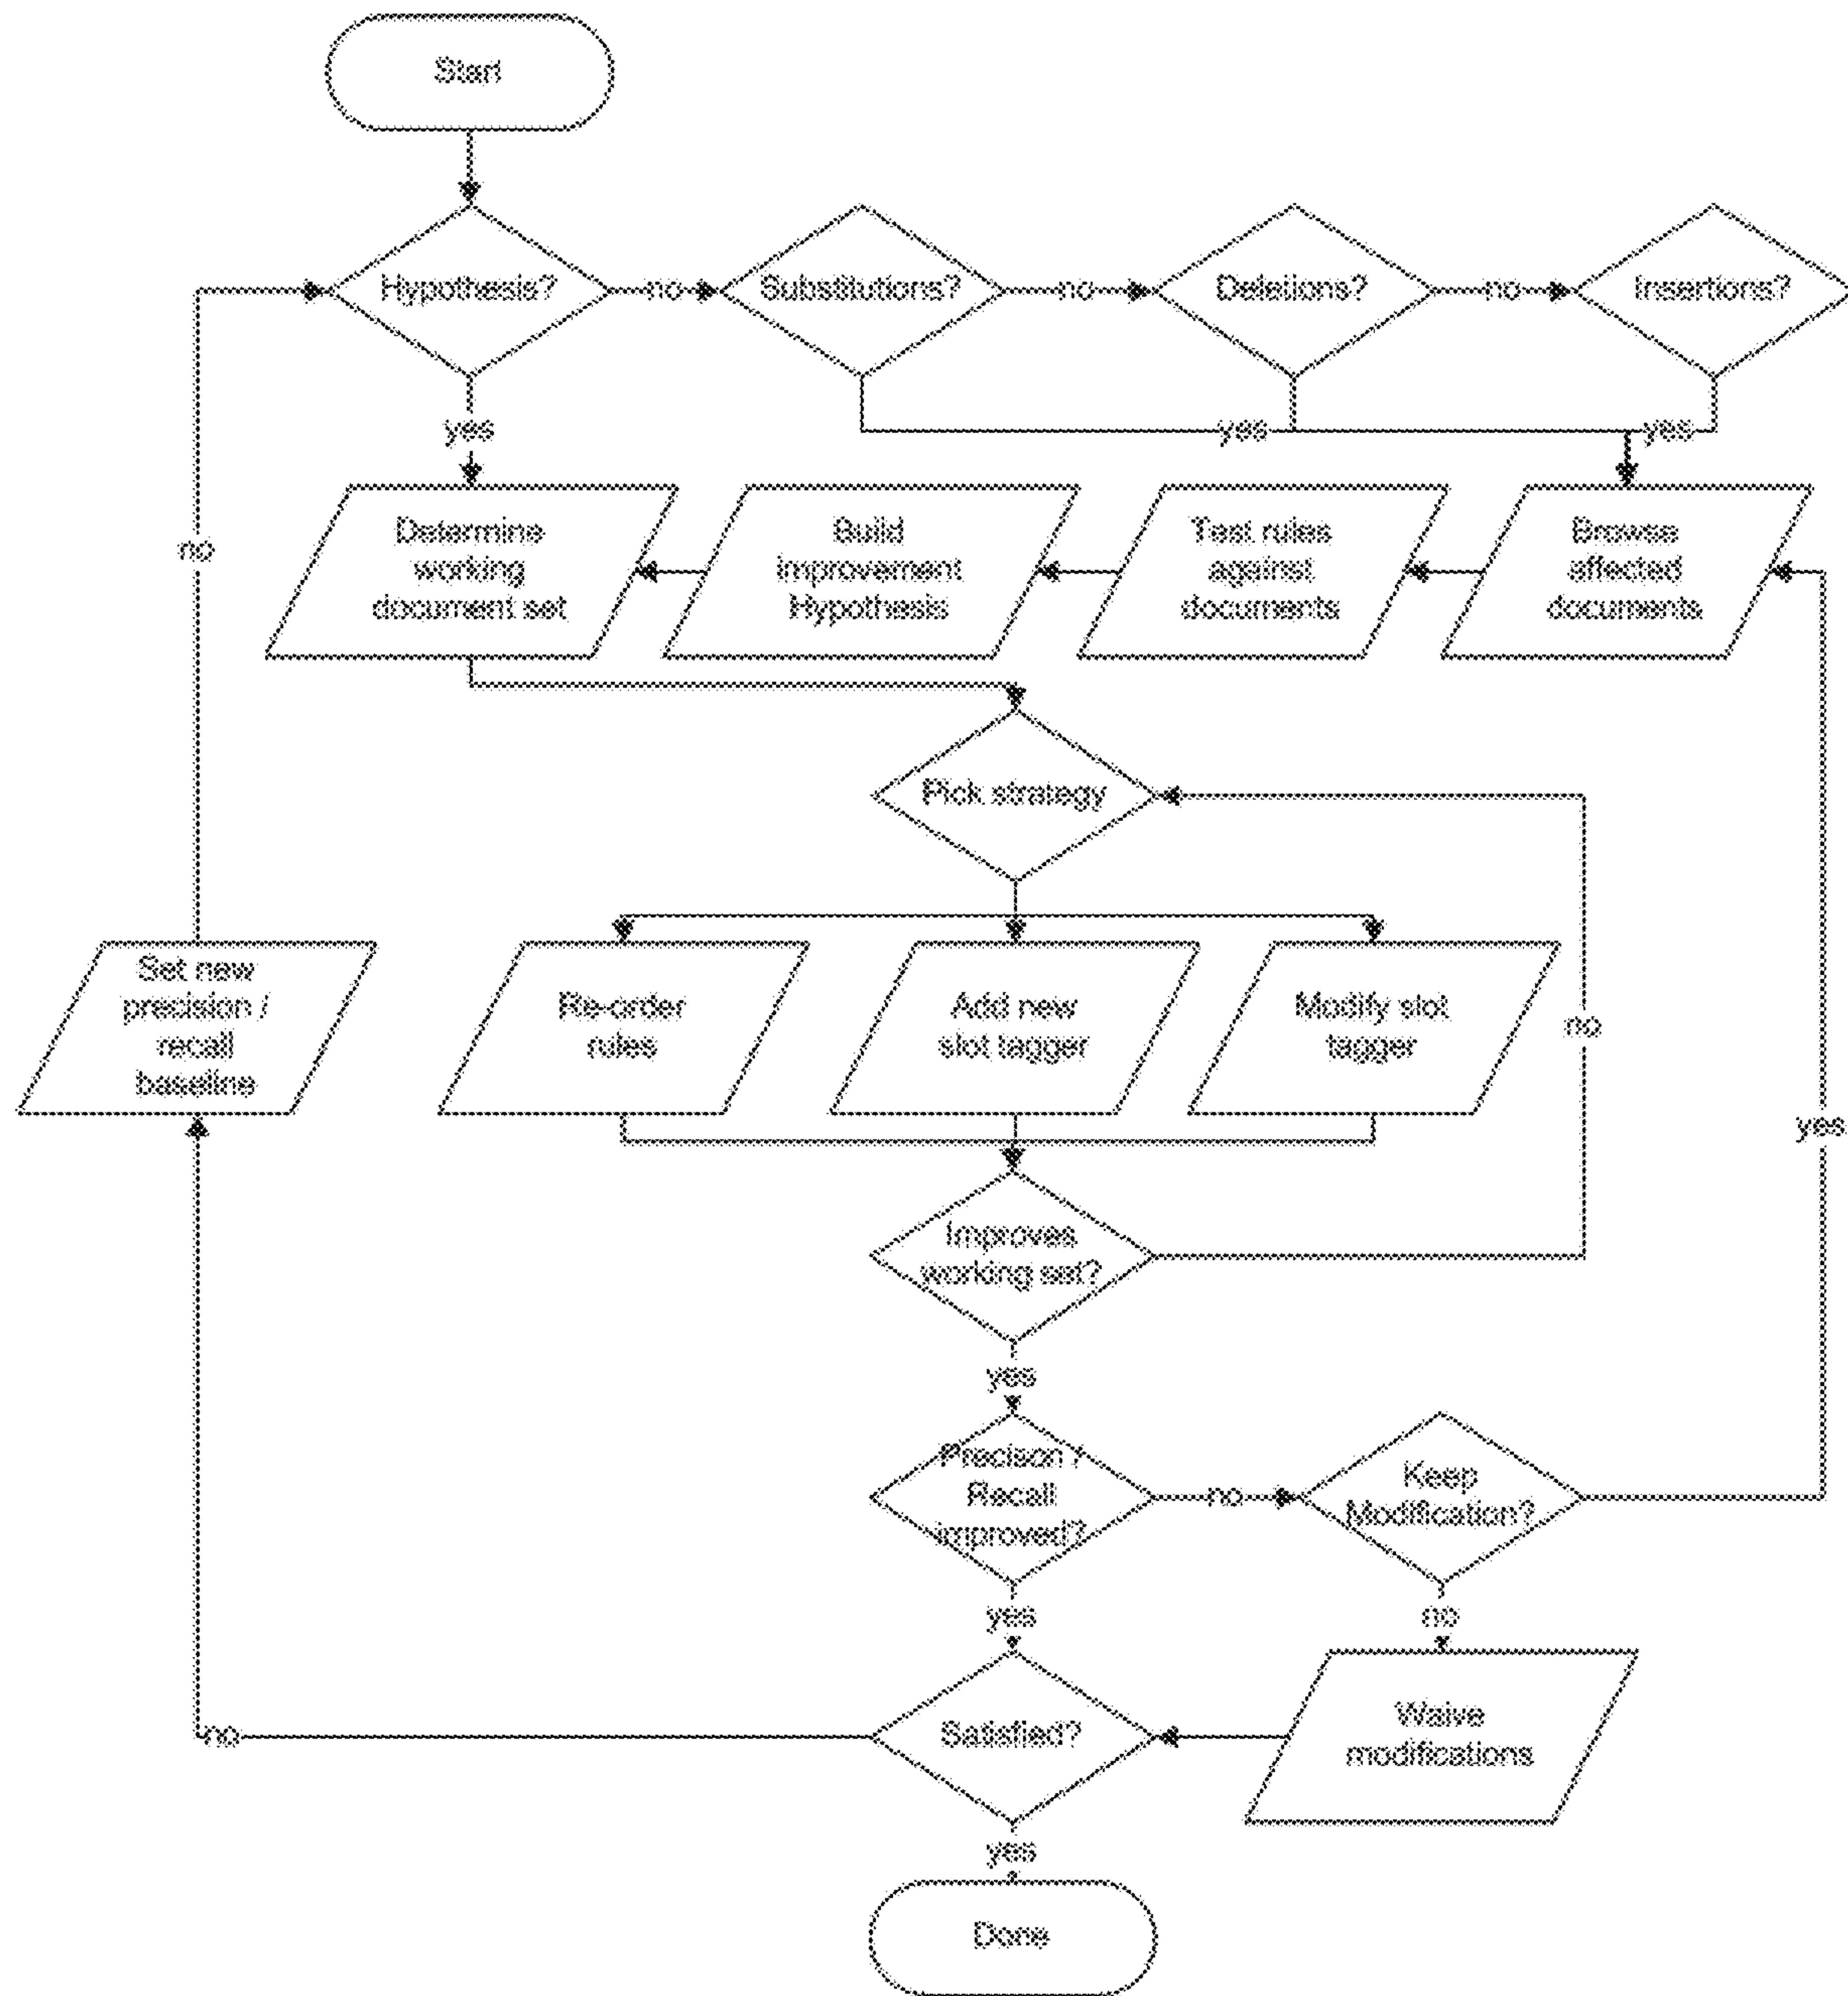 Start
Hypothesis?
no
Substitutions?
no
Deletions?
no
Insertions?
yes
yes
yes
Determine
working
document set
Build
improvement
Hypothesis
Test rules
against
documents
Browse
affected
documents
no
Pick strategy
Set new
precision /
recall
baseline
Re-order
rules
Add new
slot tagger
Modify slot
tagger
no
yes
Improves
working set?
yes
Precison /
Recall
improved?
no
Keep
Modification?
yes
no
Satisfied?
Waive
modifications
no
yes
Done